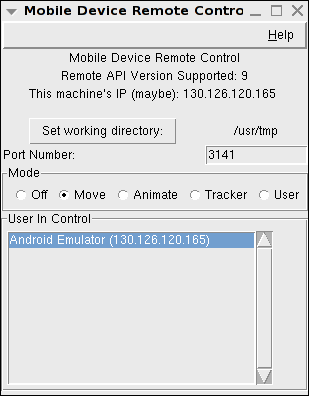 Mobile Device Remote Contro
Help
Mobile Device Remote Control
Remote API Version Supported: 9
This machine's IP (maybe): 130.126.120.165
Set working directory: /usr/tmp
Port Number: 3141
Mode
Off Move Animate Tracker User
User In Control
Android Emulator (130.126.120.165)